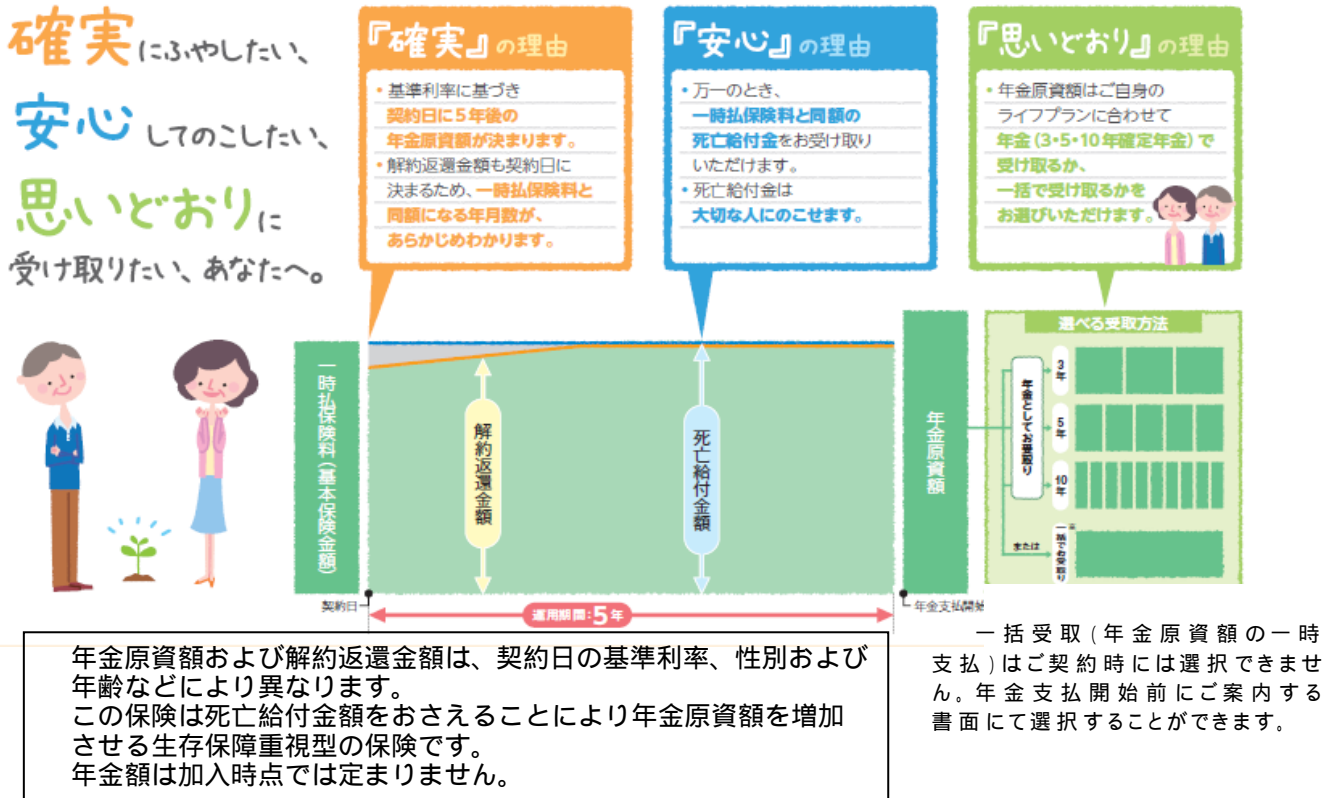 確実にふやしたい、
安心してのこしたい、
思いどおりに
受け取りたい、あなたへ。
『確実』の理由
・基準利率に基づき
契約日に5年後の
年金原資額が決まります。
・解約返還金額も契約日に
決まるため、一時払保険料と
同額になる年月数が、
あらかじめわかります。
『安心』の理由
・万一のとき、
一時払保険料と同額の
死亡給付金をお受け取り
いただけます。
・死亡給付金は
大切な人にのこせます。
『思いどおり』の理由
・年金原資額はご自身の
ライフプランに合わせて
年金(3・5・10年確定年金)で
受け取るか、
一括で受け取るかを
お選びいただけます。
一時払保険料(基本保険金額)
解約返還金額
死亡給付金額
年金原資額
選べる受取方法
年金としてお受取り
3年
5年
10年
または
一括でお受取り
※
契約日
運用期間:5年
年金支払開始
年金原資額および解約返還金額は、契約日の基準利率、性別および
年齢などにより異なります。
この保険は死亡給付金額をおさえることにより年金原資額を増加
させる生存保障重視型の保険です。
年金額は加入時点では定まりません。
一括受取(年金原資額の一時
支払)はご契約時には選択できませ
ん。年金支払開始前にご案内する
書面にて選択することができます。